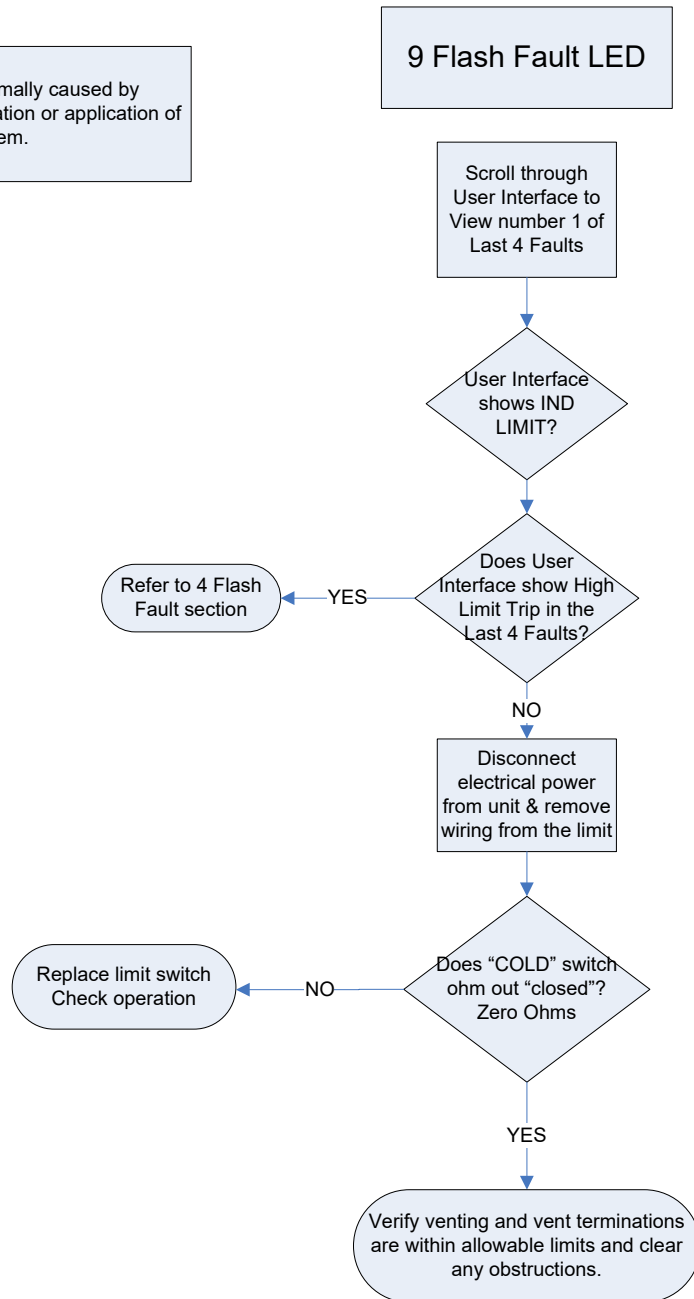 9 Flash Fault LED
mally caused by
ation or application of
em.
Scroll through
User Interface to
View number 1 of
Last 4 Faults
User Interface
shows IND
LIMIT?
Does User
Interface show High
Limit Trip in the
Last 4 Faults?
YES
Refer to 4 Flash
Fault section
NO
Disconnect
electrical power
from unit & remove
wiring from the limit
Does “COLD” switch
ohm out “closed”?
Zero Ohms
NO
Replace limit switch
Check operation
YES
Verify venting and vent terminations
are within allowable limits and clear
any obstructions.